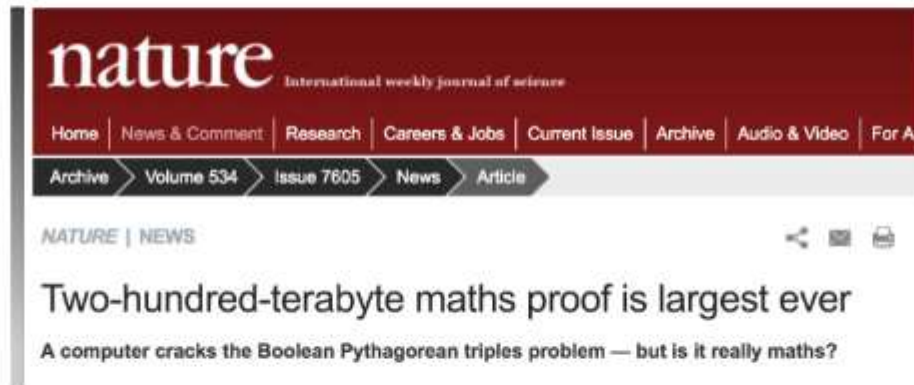 nature International weekly journal of science
Home News & Comment Research Careers & Jobs Current Issue Archive Audio & Video For A
Archive Volume 534 Issue 7605 News Article
NATURE | NEWS
Two-hundred-terabyte maths proof is largest ever
A computer cracks the Boolean Pythagorean triples problem — but is it really maths?